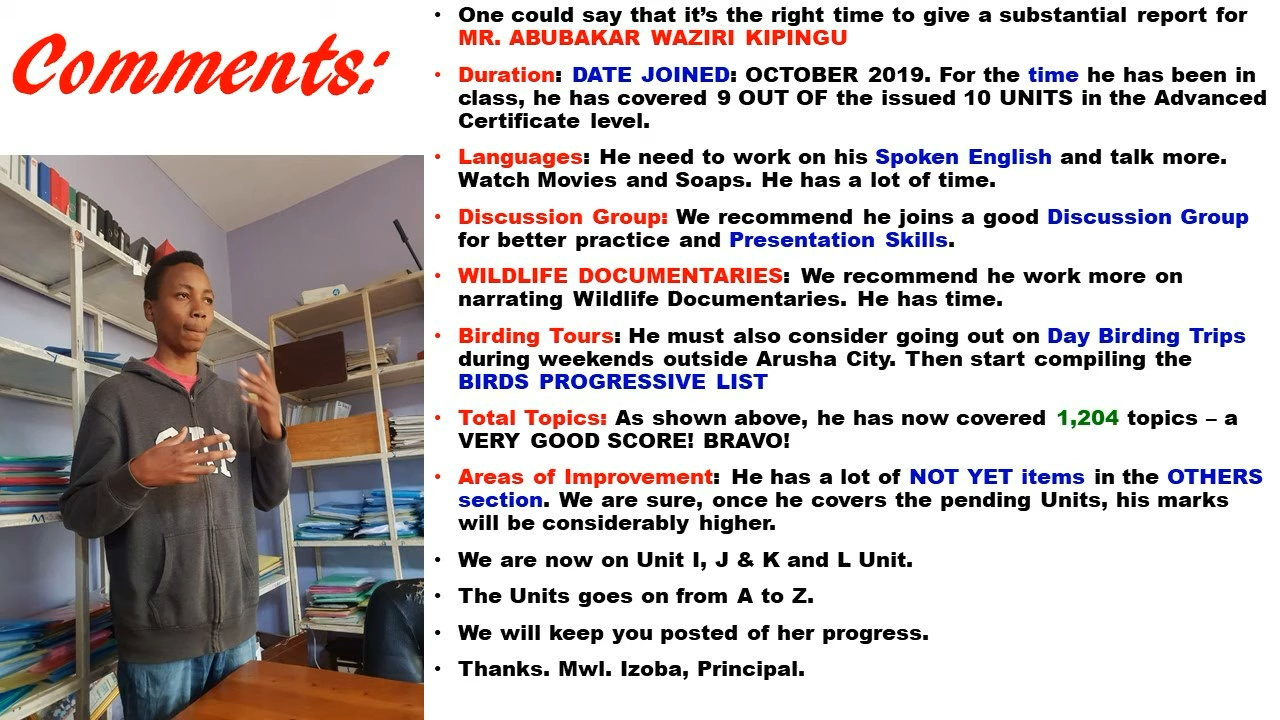 Comments:
• One could say that it's the right time to give a substantial report for
MR. ABUBAKAR WAZIRI KIPINGU
• Duration: DATE JOINED: OCTOBER 2019. For the time he has been in
class, he has covered 9 OUT OF the issued 10 UNITS in the Advanced
Certificate level.
• Languages: He need to work on his Spoken English and talk more.
Watch Movies and Soaps. He has a lot of time.
• Discussion Group: We recommend he joins a good Discussion Group
for better practice and Presentation Skills.
• WILDLIFE DOCUMENTARIES: We recommend he work more on
narrating Wildlife Documentaries. He has time.
• Birding Tours: He must also consider going out on Day Birding Trips
during weekends outside Arusha City. Then start compiling the
BIRDS PROGRESSIVE LIST
• Total Topics: As shown above, he has now covered 1,204 topics – a
VERY GOOD SCORE! BRAVO!
• Areas of Improvement: He has a lot of NOT YET items in the OTHERS
section. We are sure, once he covers the pending Units, his marks
will be considerably higher.
• We are now on Unit I, J & K and L Unit.
• The Units goes on from A to Z.
• We will keep you posted of her progress.
• Thanks. Mwl. Izoba, Principal.